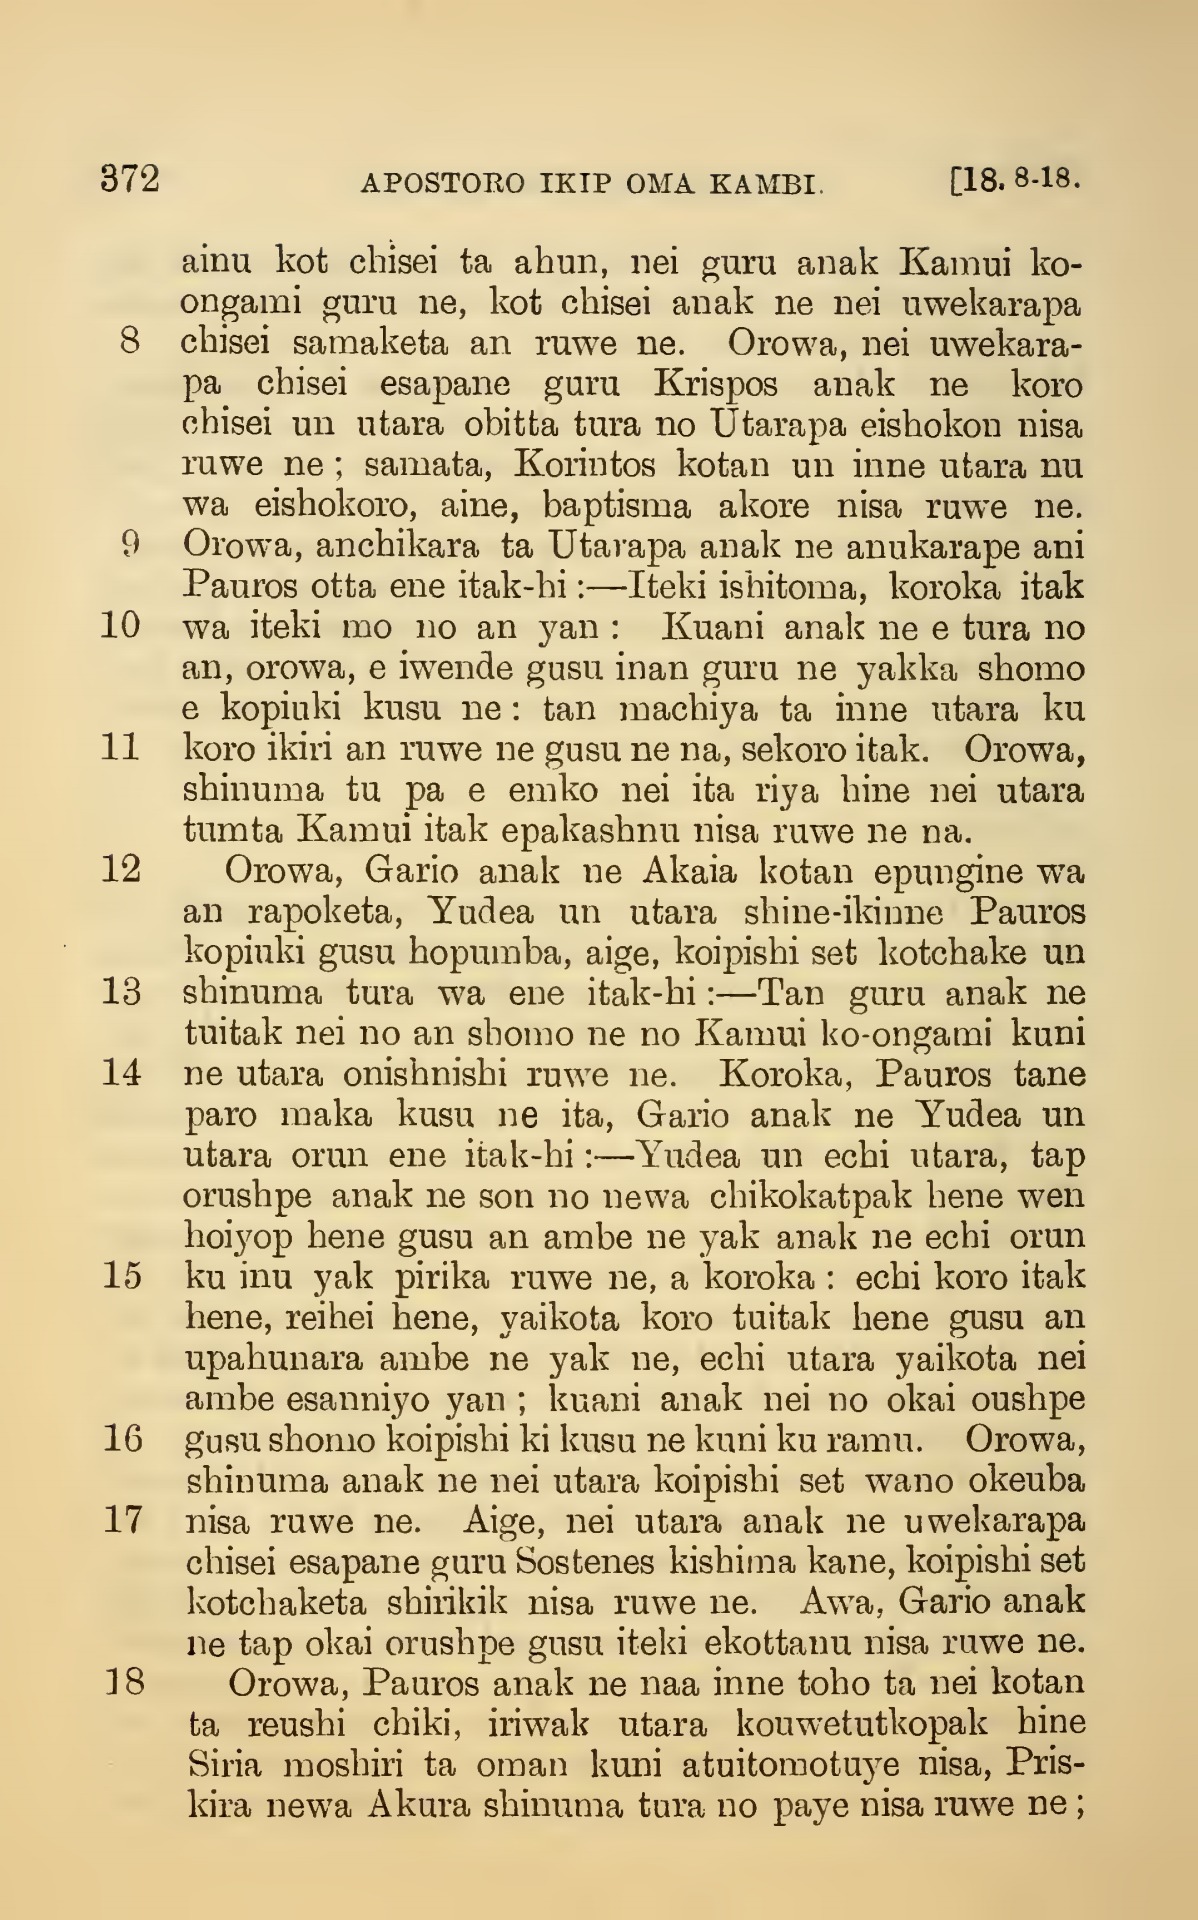 372 APOSTORO IKIP OMA KAMBI. [18. 8-18.
ainu kot chisei ta ahun, nei guru anak Kamui ko-
ongami guru ne, kot chisei anak ne nei uwekarapa
8 chisei samaketa an ruwe ne. Orowa, nei uwekara-
pa chisei esapane guru Krispos anak ne koro
chisei un utara obitta tura no Utarapa eishokon nisa
ruwe ne ; samata, Korintos kotan un inne utara nu
wa eishokoro, aine, baptisma akore nisa ruwe ne.
9 Orowa, anchikara ta Utarapa anak ne anukarape ani
Pauros otta ene itak-hi :—Iteki ishitoma, koroka itak
10 wa iteki mo no an yan : Kuani anak ne e tura no
an, orowa, e iwende gusu inan guru ne yakka shomo
e kopiuki kusu ne : tan machiya ta inne utara ku
11 koro ikiri an ruwe ne gusu ne na, sekoro itak. Orowa,
shinuma tu pa e emko nei ita riya hine nei utara
tumta Kamui itak epakashnu nisa ruwe ne na.
12 Orowa, Gario anak ne Akaia kotan epungine wa
an rapoketa, Yudea un utara shine-ikinne Pauros
kopiuki gusu hopumba, aige, koipishi set kotchake un
13 shinuma tura wa ene itak-hi :—Tan guru anak ne
tuitak nei no an shomo ne no Kamui ko-ongami kuni
14 ne utara onishnishi ruwe ne. Koroka, Pauros tane
paro maka kusu ne ita, Gario anak ne Yudea un
utara orun ene itak-hi :—Yudea un echi utara, tap
orushpe anak ne son no newa chikokatpak hene wen
hoiyop hene gusu an ambe ne yak anak ne echi orun
15 ku inu yak pirika ruwe ne, a koroka : echi koro itak
hene, reihei hene, yaikota koro tuitak hene gusu an
upahunara ambe ne yak ne, echi utara yaikota nei
ambe esanniyo yan ; kuani anak nei no okai oushpe
16 gusu shomo koipishi ki kusu ne kuni ku ramu. Orowa,
shinuma anak ne nei utara koipishi set wano okeuba
17 nisa ruwe ne. Aige, nei utara anak ne uwekarapa
chisei esapane guru Sostenes kishima kane, koipishi set
kotchaketa shirikik nisa ruwe ne. Awa, Gario anak
ne tap okai orushpe gusu iteki ekottanu nisa ruwe ne.
18 Orowa, Pauros anak ne naa inne toho ta nei kotan
ta reushi chiki, iriwak utara kouwetutkopak hine
Siria moshiri ta oman kuni atuitomotuye nisa, Pris-
kira newa Akura shinuma tura no paye nisa ruwe ne ;